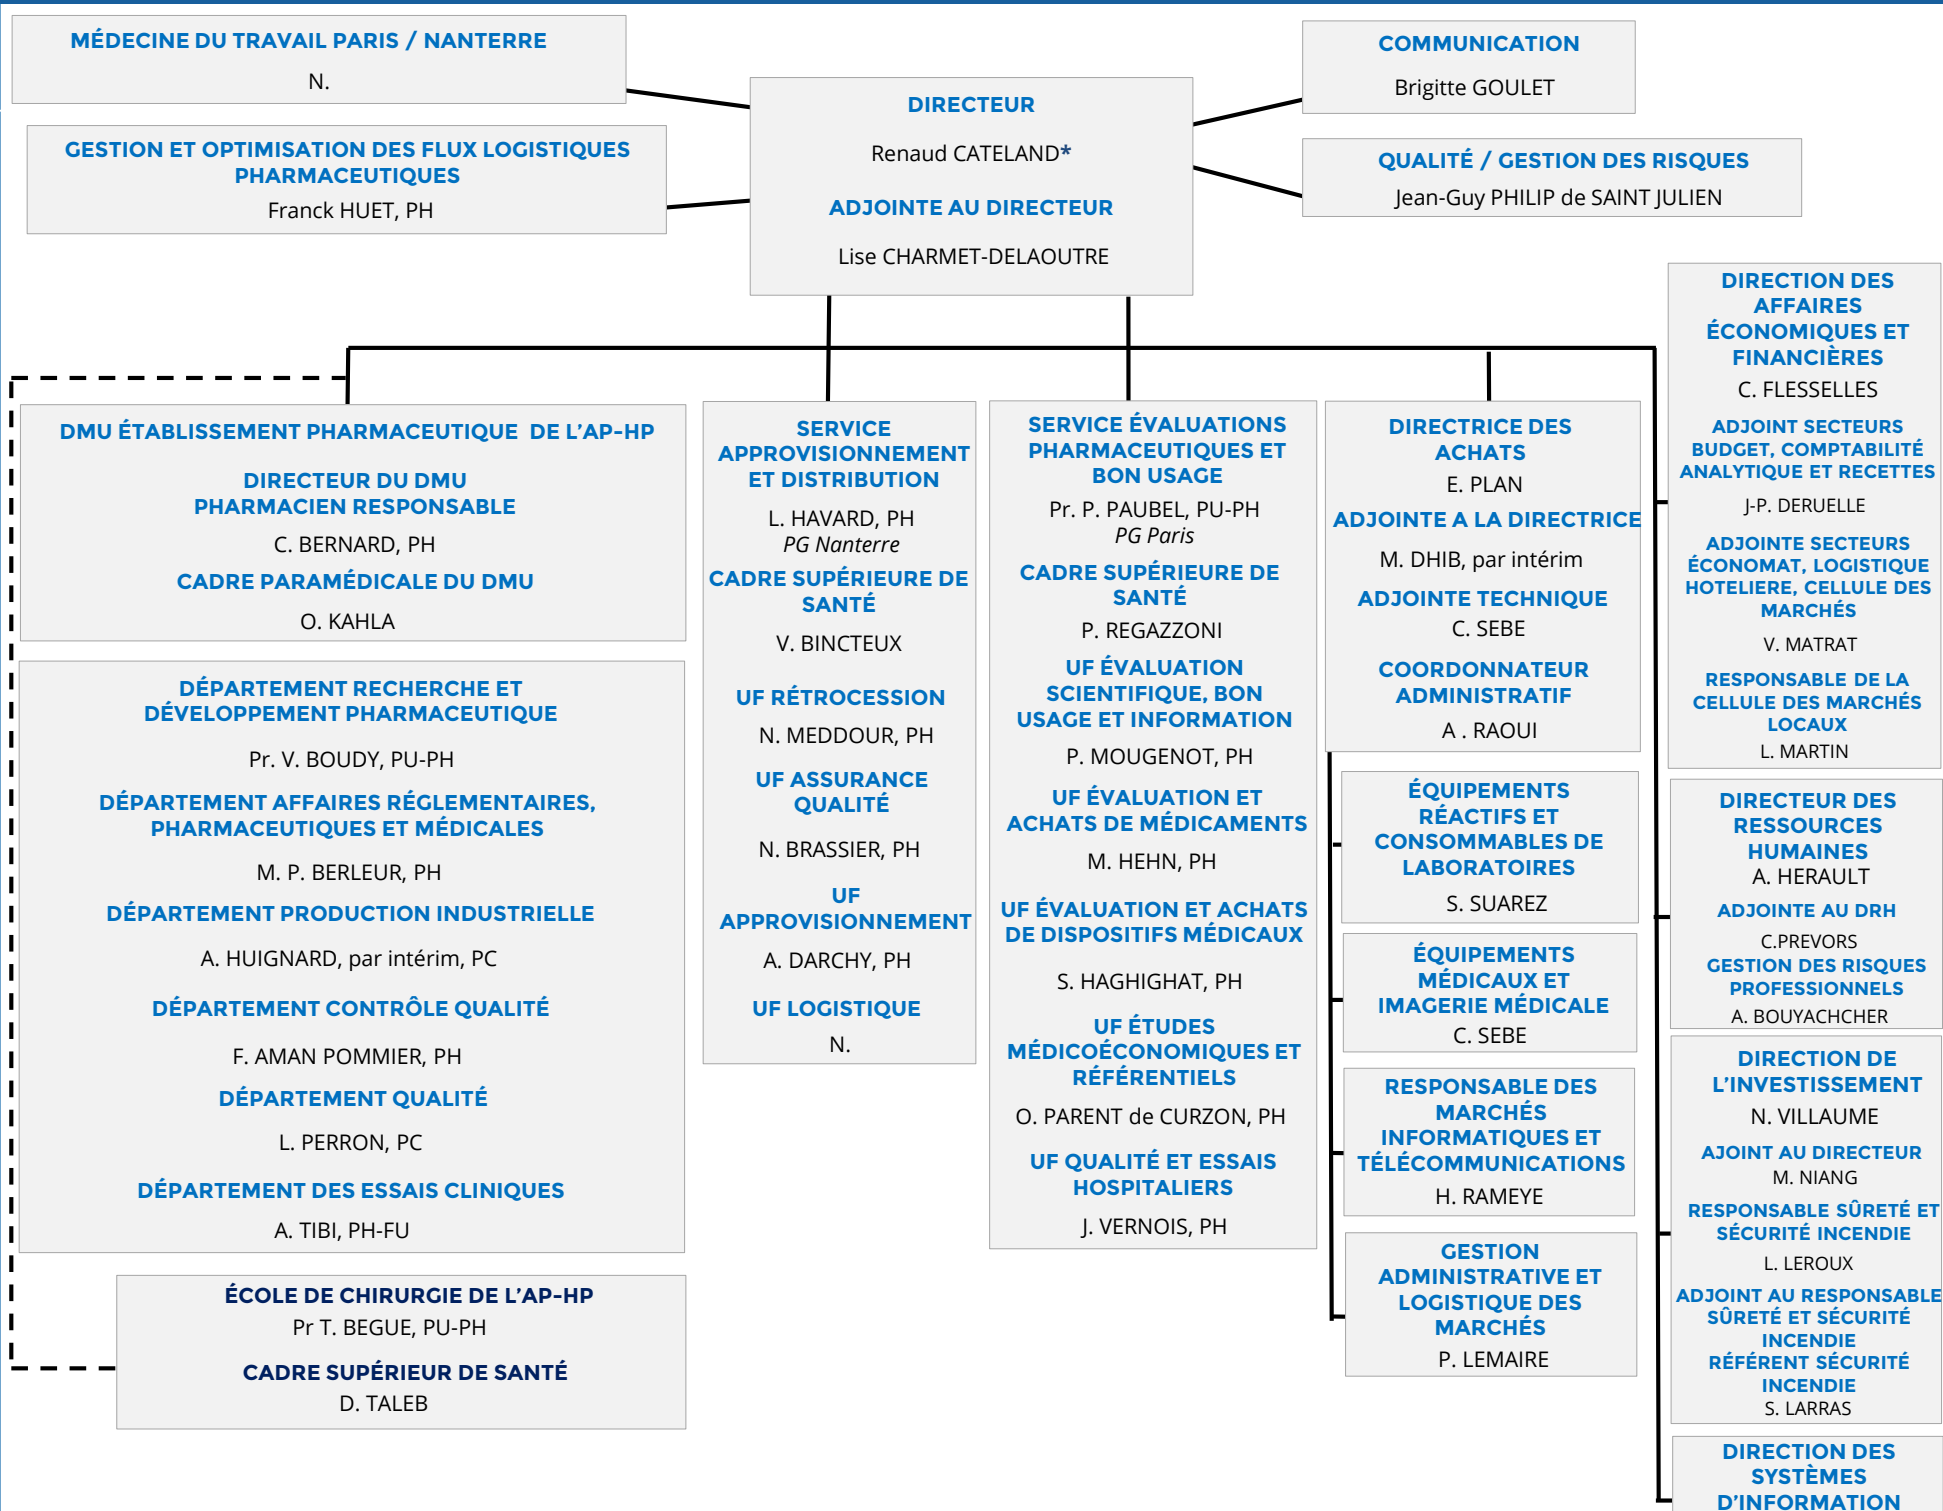 MÉDECINE DU TRAVAIL PARIS / NANTERRE
N.
GESTION ET OPTIMISATION DES FLUX LOGISTIQUES
PHARMACEUTIQUES
Franck HUET, PH
DIRECTEUR
Renaud CATELAND*
ADJOINTE AU DIRECTEUR
Lise CHARMET-DELAOUTRE
COMMUNICATION
Brigitte GOULET
QUALITÉ / GESTION DES RISQUES
Jean-Guy PHILIP de SAINT JULIEN
DMU ÉTABLISSEMENT PHARMACEUTIQUE DE L'AP-HP
DIRECTEUR DU DMU
PHARMACIEN RESPONSABLE
C. BERNARD, PH
CADRE PARAMÉDICALE DU DMU
O. KAHLA
DÉPARTEMENT RECHERCHE ET
DÉVELOPPEMENT PHARMACEUTIQUE
Pr. V. BOUDY, PU-PH
DÉPARTEMENT AFFAIRES RÉGLEMENTAIRES,
PHARMACEUTIQUES ET MÉDICALES
M. P. BERLEUR, PH
DÉPARTEMENT PRODUCTION INDUSTRIELLE
A. HUIGNARD, par intérim, PC
DÉPARTEMENT CONTRÔLE QUALITÉ
F. AMAN POMMIER, PH
DÉPARTEMENT QUALITÉ
L. PERRON, PC
DÉPARTEMENT DES ESSAIS CLINIQUES
A. TIBI, PH-FU
ÉCOLE DE CHIRURGIE DE L'AP-HP
Pr T. BEGUE, PU-PH
CADRE SUPÉRIEUR DE SANTÉ
D. TALEB
SERVICE
APPROVISIONNEMENT
ET DISTRIBUTION
L. HAVARD, PH
PG Nanterre
CADRE SUPÉRIEURE DE
SANTÉ
V. BINCTEUX
UF RÉTROCESSION
N. MEDDOUR, PH
UF ASSURANCE
QUALITÉ
N. BRASSIER, PH
UF
APPROVISIONNEMENT
A. DARCHY, PH
UF LOGISTIQUE
N.
SERVICE ÉVALUATIONS
PHARMACEUTIQUES ET
BON USAGE
Pr. P. PAUBEL, PU-PH
PG Paris
CADRE SUPÉRIEURE DE
SANTÉ
P. REGAZZONI
UF ÉVALUATION
SCIENTIFIQUE, BON
USAGE ET INFORMATION
P. MOUGENOT, PH
UF ÉVALUATION ET
ACHATS DE MÉDICAMENTS
M. HEHN, PH
UF ÉVALUATION ET ACHATS
DE DISPOSITIFS MÉDICAUX
S. HAGHIGHAT, PH
UF ÉTUDES
MÉDICOÉCONOMIQUES ET
RÉFÉRENTIELS
O. PARENT de CURZON, PH
UF QUALITÉ ET ESSAIS
HOSPITALIERS
J. VERNOIS, PH
DIRECTRICE DES
ACHATS
E. PLAN
ADJOINTE A LA DIRECTRICE
M. DHIB, par intérim
ADJOINTE TECHNIQUE
C. SEBE
COORDONNATEUR
ADMINISTRATIF
A . RAOUI
ÉQUIPEMENTS
RÉACTIFS ET
CONSOMMABLES DE
LABORATOIRES
S. SUAREZ
ÉQUIPEMENTS
MÉDICAUX ET
IMAGERIE MÉDICALE
C. SEBE
RESPONSABLE DES
MARCHÉS
INFORMATIQUES ET
TÉLÉCOMMUNICATIONS
H. RAMEYE
GESTION
ADMINISTRATIVE ET
LOGISTIQUE DES
MARCHÉS
P. LEMAIRE
DIRECTION DES
AFFAIRES
ÉCONOMIQUES ET
FINANCIÈRES
C. FLESSELLES
ADJOINT SECTEURS
BUDGET, COMPTABILITÉ
ANALYTIQUE ET RECETTES
J-P. DERUELLE
ADJOINTE SECTEURS
ÉCONOMAT, LOGISTIQUE
HOTELIERE, CELLULE DES
MARCHÉS
V. MATRAT
RESPONSABLE DE LA
CELLULE DES MARCHÉS
LOCAUX
L. MARTIN
DIRECTEUR DES
RESSOURCES
HUMAINES
A. HERAULT
ADJOINTE AU DRH
C.PREVORS
GESTION DES RISQUES
PROFESSIONNELS
A. BOUYACHCHER
DIRECTION DE
L'INVESTISSEMENT
N. VILLAUME
AJOINT AU DIRECTEUR
M. NIANG
RESPONSABLE SÛRETÉ ET
SÉCURITÉ INCENDIE
L. LEROUX
ADJOINT AU RESPONSABLE
SÛRETÉ ET SÉCURITÉ
INCENDIE
RÉFÉRENT SÉCURITÉ
INCENDIE
S. LARRAS
DIRECTION DES
SYSTÈMES
D'INFORMATION